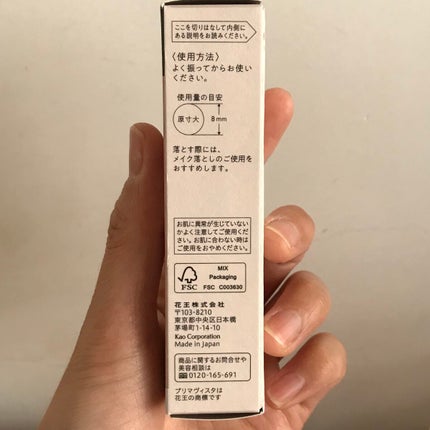 ここを切りはなして内側に
ある説明をお読みください。
〈使用方法〉
よく振ってからお使い
ください。
使用量の目安
原寸大 8mm
落とす際には、
メイク落としのご使用を
おすすめします。
お肌に異常が生じていない
かよく注意してご使用くだ
さい。お肌に合わない時は
ご使用をおやめください。
FSC
MIX
Packaging
FSC C003630
花王株式会社
〒103-8210
東京都中央区日本橋
茅場町1-14-10
Kao Corporation
Made in Japan
商品に関するお問合せや
美容相談は
0120-165-691
プリマヴィスタは
花王の商標です